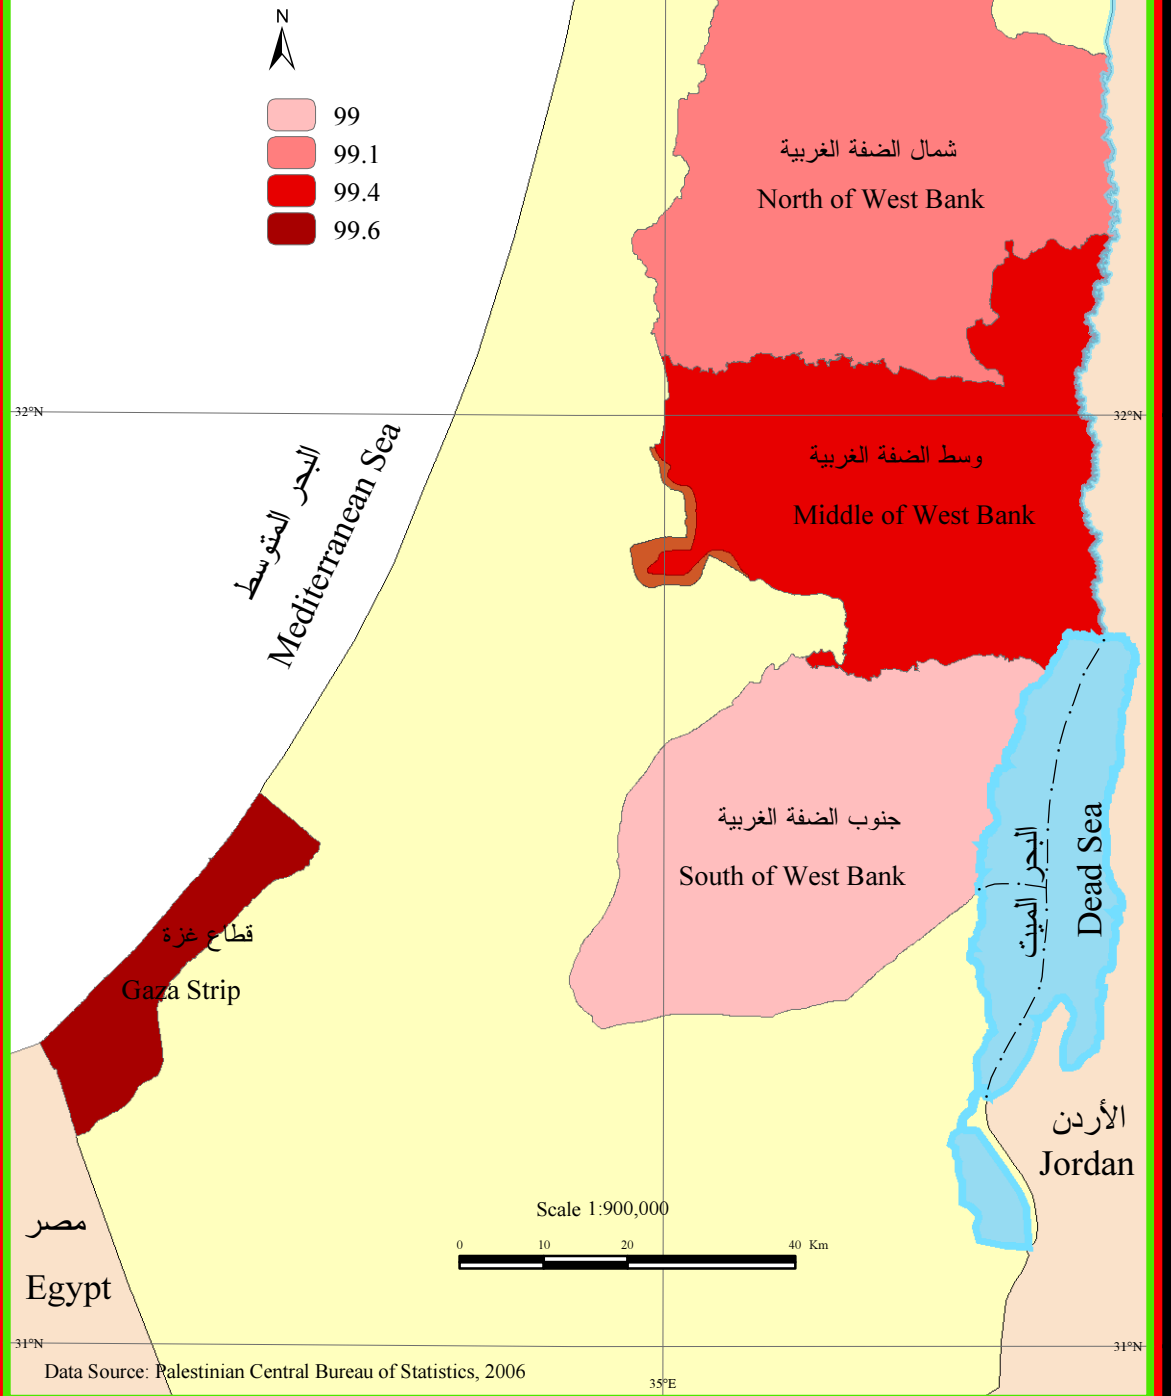 N
99
99.1
99.4
99.6
شمال الضفة الغربية
North of West Bank
32°N
32°N
البحر المتوسط
Mediterranean Sea
وسط الضفة الغربية
Middle of West Bank
جنوب الضفة الغربية
South of West Bank
البحر الميت
Dead Sea
قطاع غزة
Gaza Strip
الأردن
Jordan
مصر
Egypt
Scale 1:900,000
0 10 20 40 Km
31°N
31°N
Data Source: Palestinian Central Bureau of Statistics, 2006
35°E